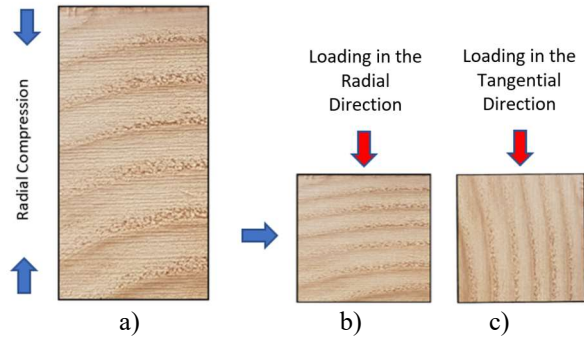 Radial Compression
Loading in the
Radial
Direction
Loading in the
Tangential
Direction
a)
b)
c)